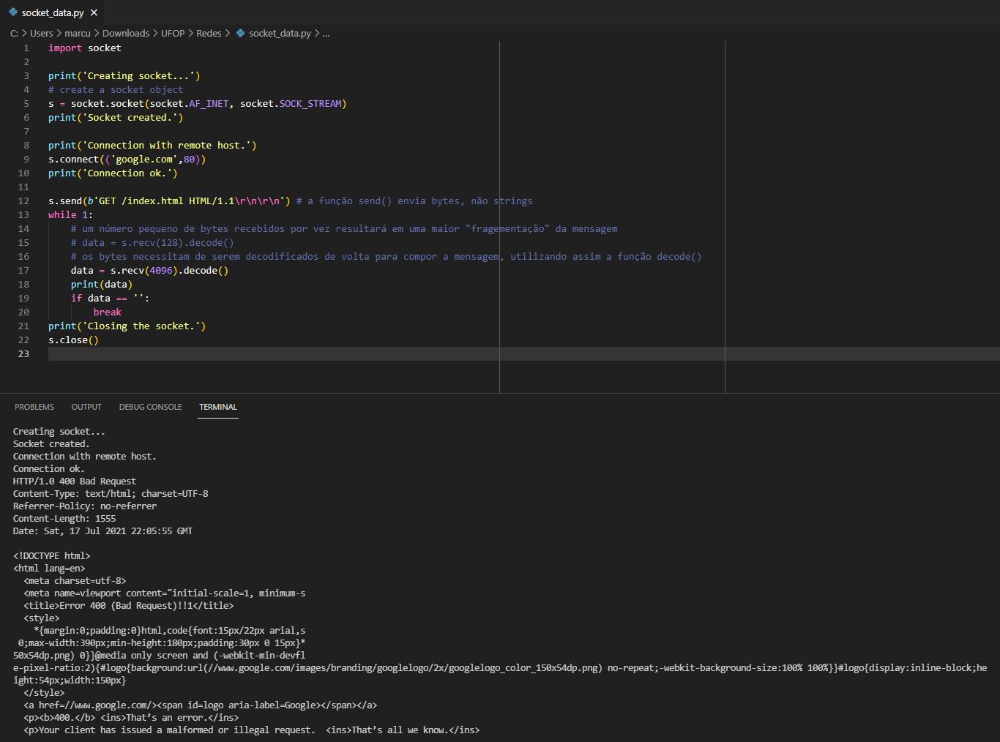 socket_data.py
C: > Users > marcu > Downloads > UFOP > Redes > socket_data.py > ...
1 import socket
2
3 print('Creating socket...')
4 # create a socket object
5 s = socket.socket(socket.AF_INET, socket.SOCK_STREAM)
6 print('Socket created.')
7
8 print('Connection with remote host.')
9 s.connect(('google.com',80))
10 print('Connection ok.')
11
12 s.send(b'GET /index.html HTML/1.1\r\n\r\n') # a função send() envia bytes, não strings
13 while 1:
14 # um número pequeno de bytes recebidos por vez resultará em uma maior "fragementação" da mensagem
15 # data = s.recv(128).decode()
16 # os bytes necessitam de serem decodificados de volta para compor a mensagem, utilizando assim a função decode()
17 data = s.recv(4096).decode()
18 print(data)
19 if data == '':
20 break
21 print('Closing the socket.')
22 s.close()
23
PROBLEMS OUTPUT DEBUG CONSOLE TERMINAL
Creating socket...
Socket created.
Connection with remote host.
Connection ok.
HTTP/1.0 400 Bad Request
Content-Type: text/html; charset=UTF-8
Referrer-Policy: no-referrer
Content-Length: 1555
Date: Sat, 17 Jul 2021 22:05:55 GMT
<!DOCTYPE html>
<html lang=en>
<meta charset=utf-8>
<meta name=viewport content="initial-scale=1, minimum-s
<title>Error 400 (Bad Request)!!1</title>
<style>
*{margin:0;padding:0}html,code{font:15px/22px arial,s
0;max-width:390px;min-height:180px;padding:30px 0 15px}*
50x54dp.png) 0}}@media only screen and (-webkit-min-devfl
e-pixel-ratio:2){#logo{background:url(//www.google.com/images/branding/googlelogo/2x/googlelogo_color_150x54dp.png) no-repeat;-webkit-background-size:100% 100%}}#logo{display:inline-block;he
ight:54px;width:150px}
</style>
<a href=//www.google.com/><span id=logo aria-label=Google></span></a>
<p><b>400.</b> <ins>That’s an error.</ins>
<p>Your client has issued a malformed or illegal request.  <ins>That’s all we know.</ins>